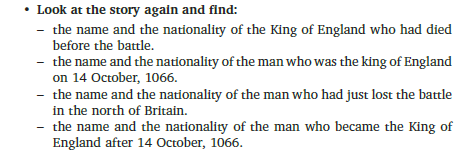 • Look at the story again and find:
– the name and the nationality of the King of England who had died
before the battle.
– the name and the nationality of the man who was the king of England
on 14 October, 1066.
– the name and the nationality of the man who had just lost the battle
in the north of Britain.
– the name and the nationality of the man who became the King of
England after 14 October, 1066.